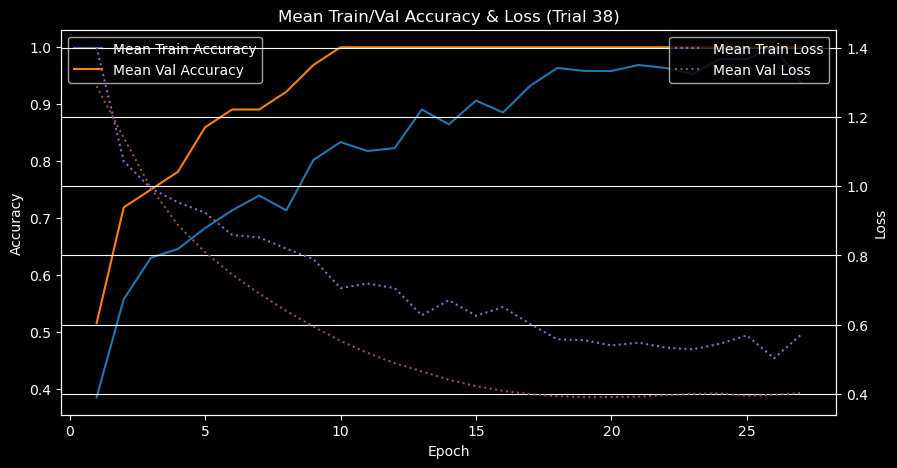 Mean Train/Val Accuracy & Loss (Trial 38)
Mean Train Accuracy
Mean Val Accuracy
Mean Train Loss
Mean Val Loss
1.0
0.9
0.8
0.7
0.6
0.5
0.4
Accuracy
1.4
1.2
1.0
0.8
0.6
0.4
Loss
0 5 10 15 20 25
Epoch